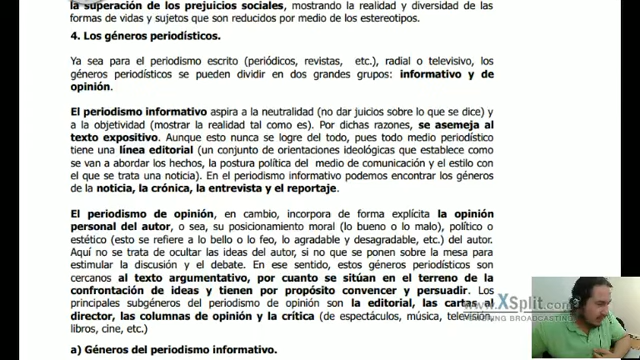 la superación de los prejuicios sociales, mostrando la realidad y diversidad de las
formas de vidas y sujetos que son reducidos por medio de los estereotipos.
4. Los géneros periodísticos.
Ya sea para el periodismo escrito (periódicos, revistas, etc.), radial o televisivo, los
géneros periodísticos se pueden dividir en dos grandes grupos: informativo y de
opinión.
El periodismo informativo aspira a la neutralidad (no dar juicios sobre lo que se dice) y
a la objetividad (mostrar la realidad tal como es). Por dichas razones, se asemeja al
texto expositivo. Aunque esto nunca se logre del todo, pues todo medio periodístico
tiene una línea editorial (un conjunto de orientaciones ideológicas que establece como
se van a abordar los hechos, la postura política del medio de comunicación y el estilo con
el que se trata una noticia). En el periodismo informativo podemos encontrar los géneros
de la noticia, la crónica, la entrevista y el reportaje.
El periodismo de opinión, en cambio, incorpora de forma explícita la opinión
personal del autor, o sea, su posicionamiento moral (lo bueno o lo malo), político o
estético (esto se refiere a lo bello o lo feo, lo agradable y desagradable, etc.) del autor.
Aquí no se trata de ocultar las ideas del autor, si no que se ponen sobre la mesa para
estimular la discusión y el debate. En ese sentido, estos géneros periodísticos son
cercanos al texto argumentativo, por cuanto se sitúan en el terreno de la
confrontación de ideas y tienen por propósito convencer y persuadir. Los
principales subgéneros del periodismo de opinión son la editorial, las cartas al
director, las columnas de opinión y la crítica (de espectáculos, música, televisión,
libros, cine, etc.)
a) Géneros del periodismo informativo.
www.XSplit.com
BROADCASTING